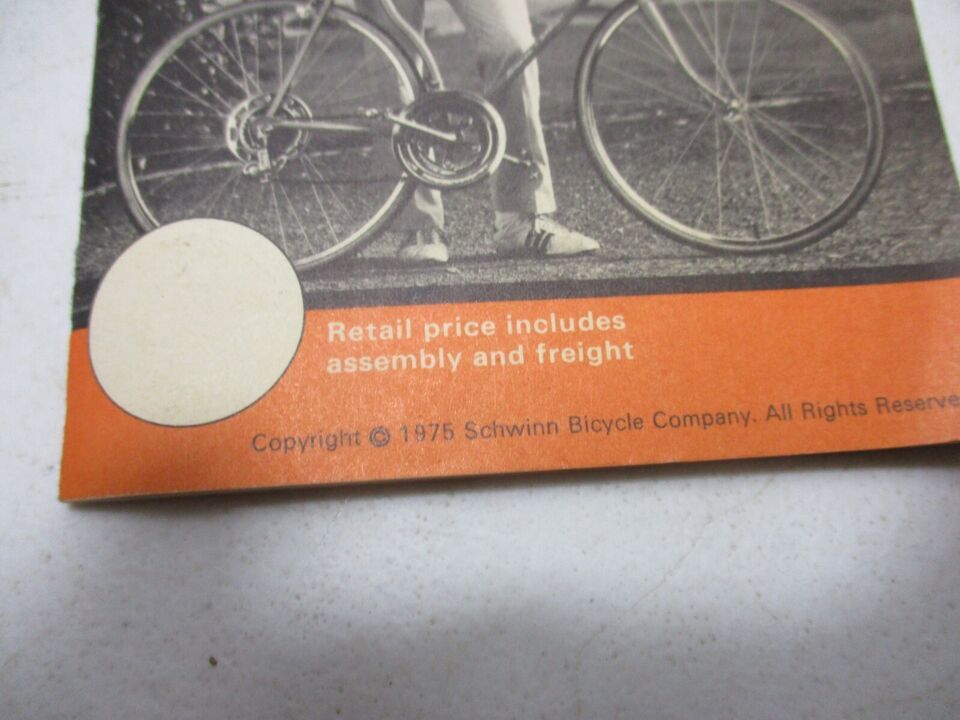 Retail price includes
assembly and freight
Copyright © 1975 Schwinn Bicycle Company. All Rights Reserve